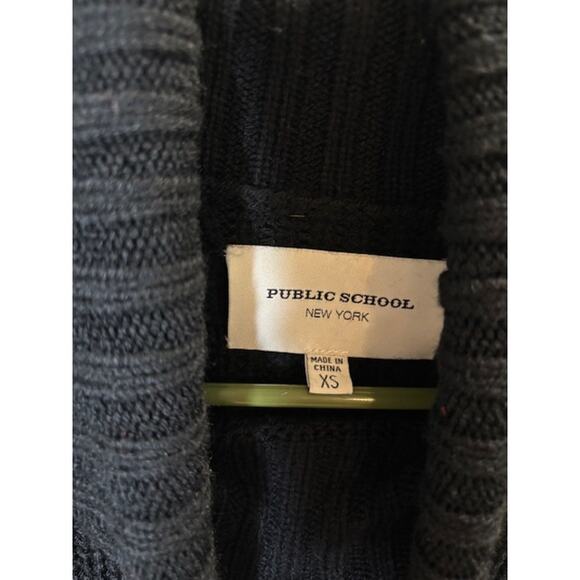 PUBLIC SCHOOL
NEW YORK
MADE IN
CHINA
XS